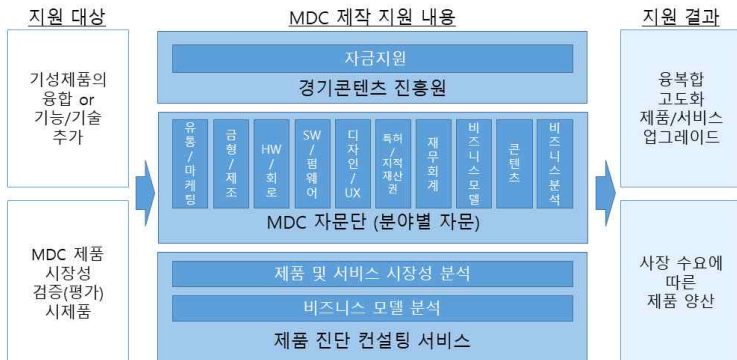 지원 대상
MDC 제작 지원 내용
지원 결과
기성제품의
융합 or
기능/기술
추가
MDC 제품
시장성
검증(평가)
시제품
자금지원
경기콘텐츠 진흥원
유통/마케팅
금형/제조
HW/회로
SW/펌웨어
디자인/UX
특허/지적재산권
재무회계
비즈니스모델
콘텐츠
비즈니스분석
MDC 자문단 (분야별 자문)
제품 및 서비스 시장성 분석
비즈니스 모델 분석
제품 진단 컨설팅 서비스
융복합
고도화
제품/서비스
업그레이드
사장 수요에
따른
제품 양산